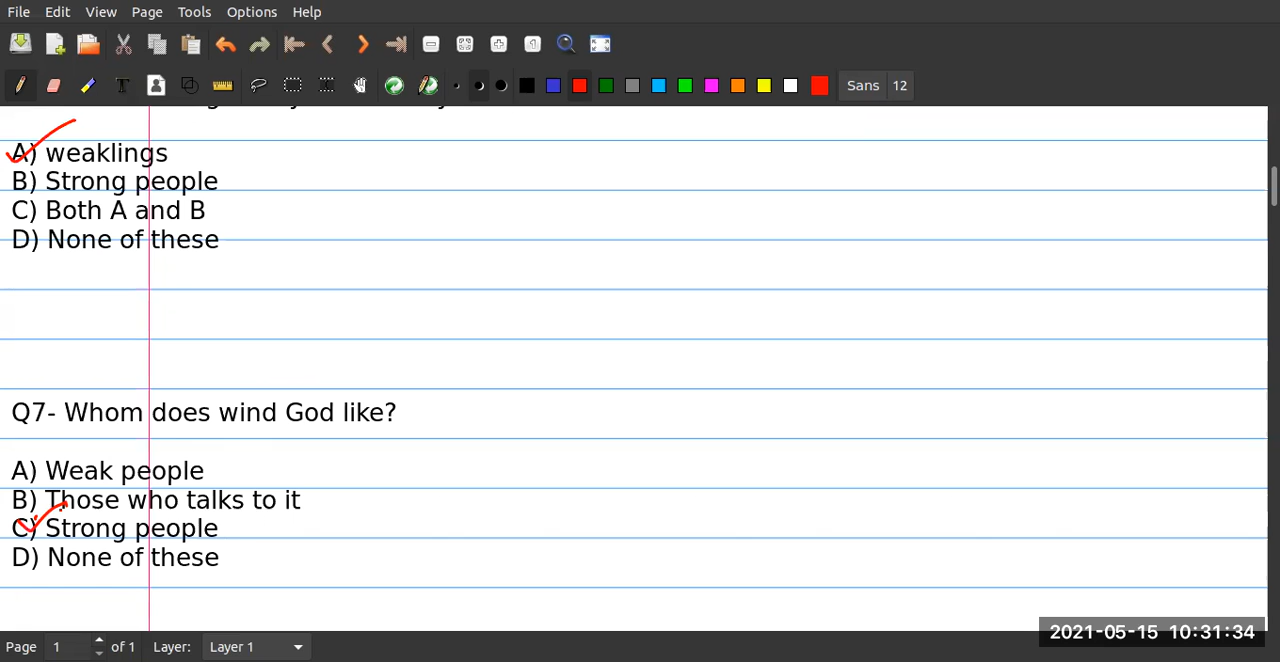 File Edit View Page Tools Options Help
Sans 12
A) weaklings
B) Strong people
C) Both A and B
D) None of these
Q7- Whom does wind God like?
A) Weak people
B) Those who talks to it
C) Strong people
D) None of these
2021-05-15 10:31:34
Page 1 of 1 Layer: Layer 1